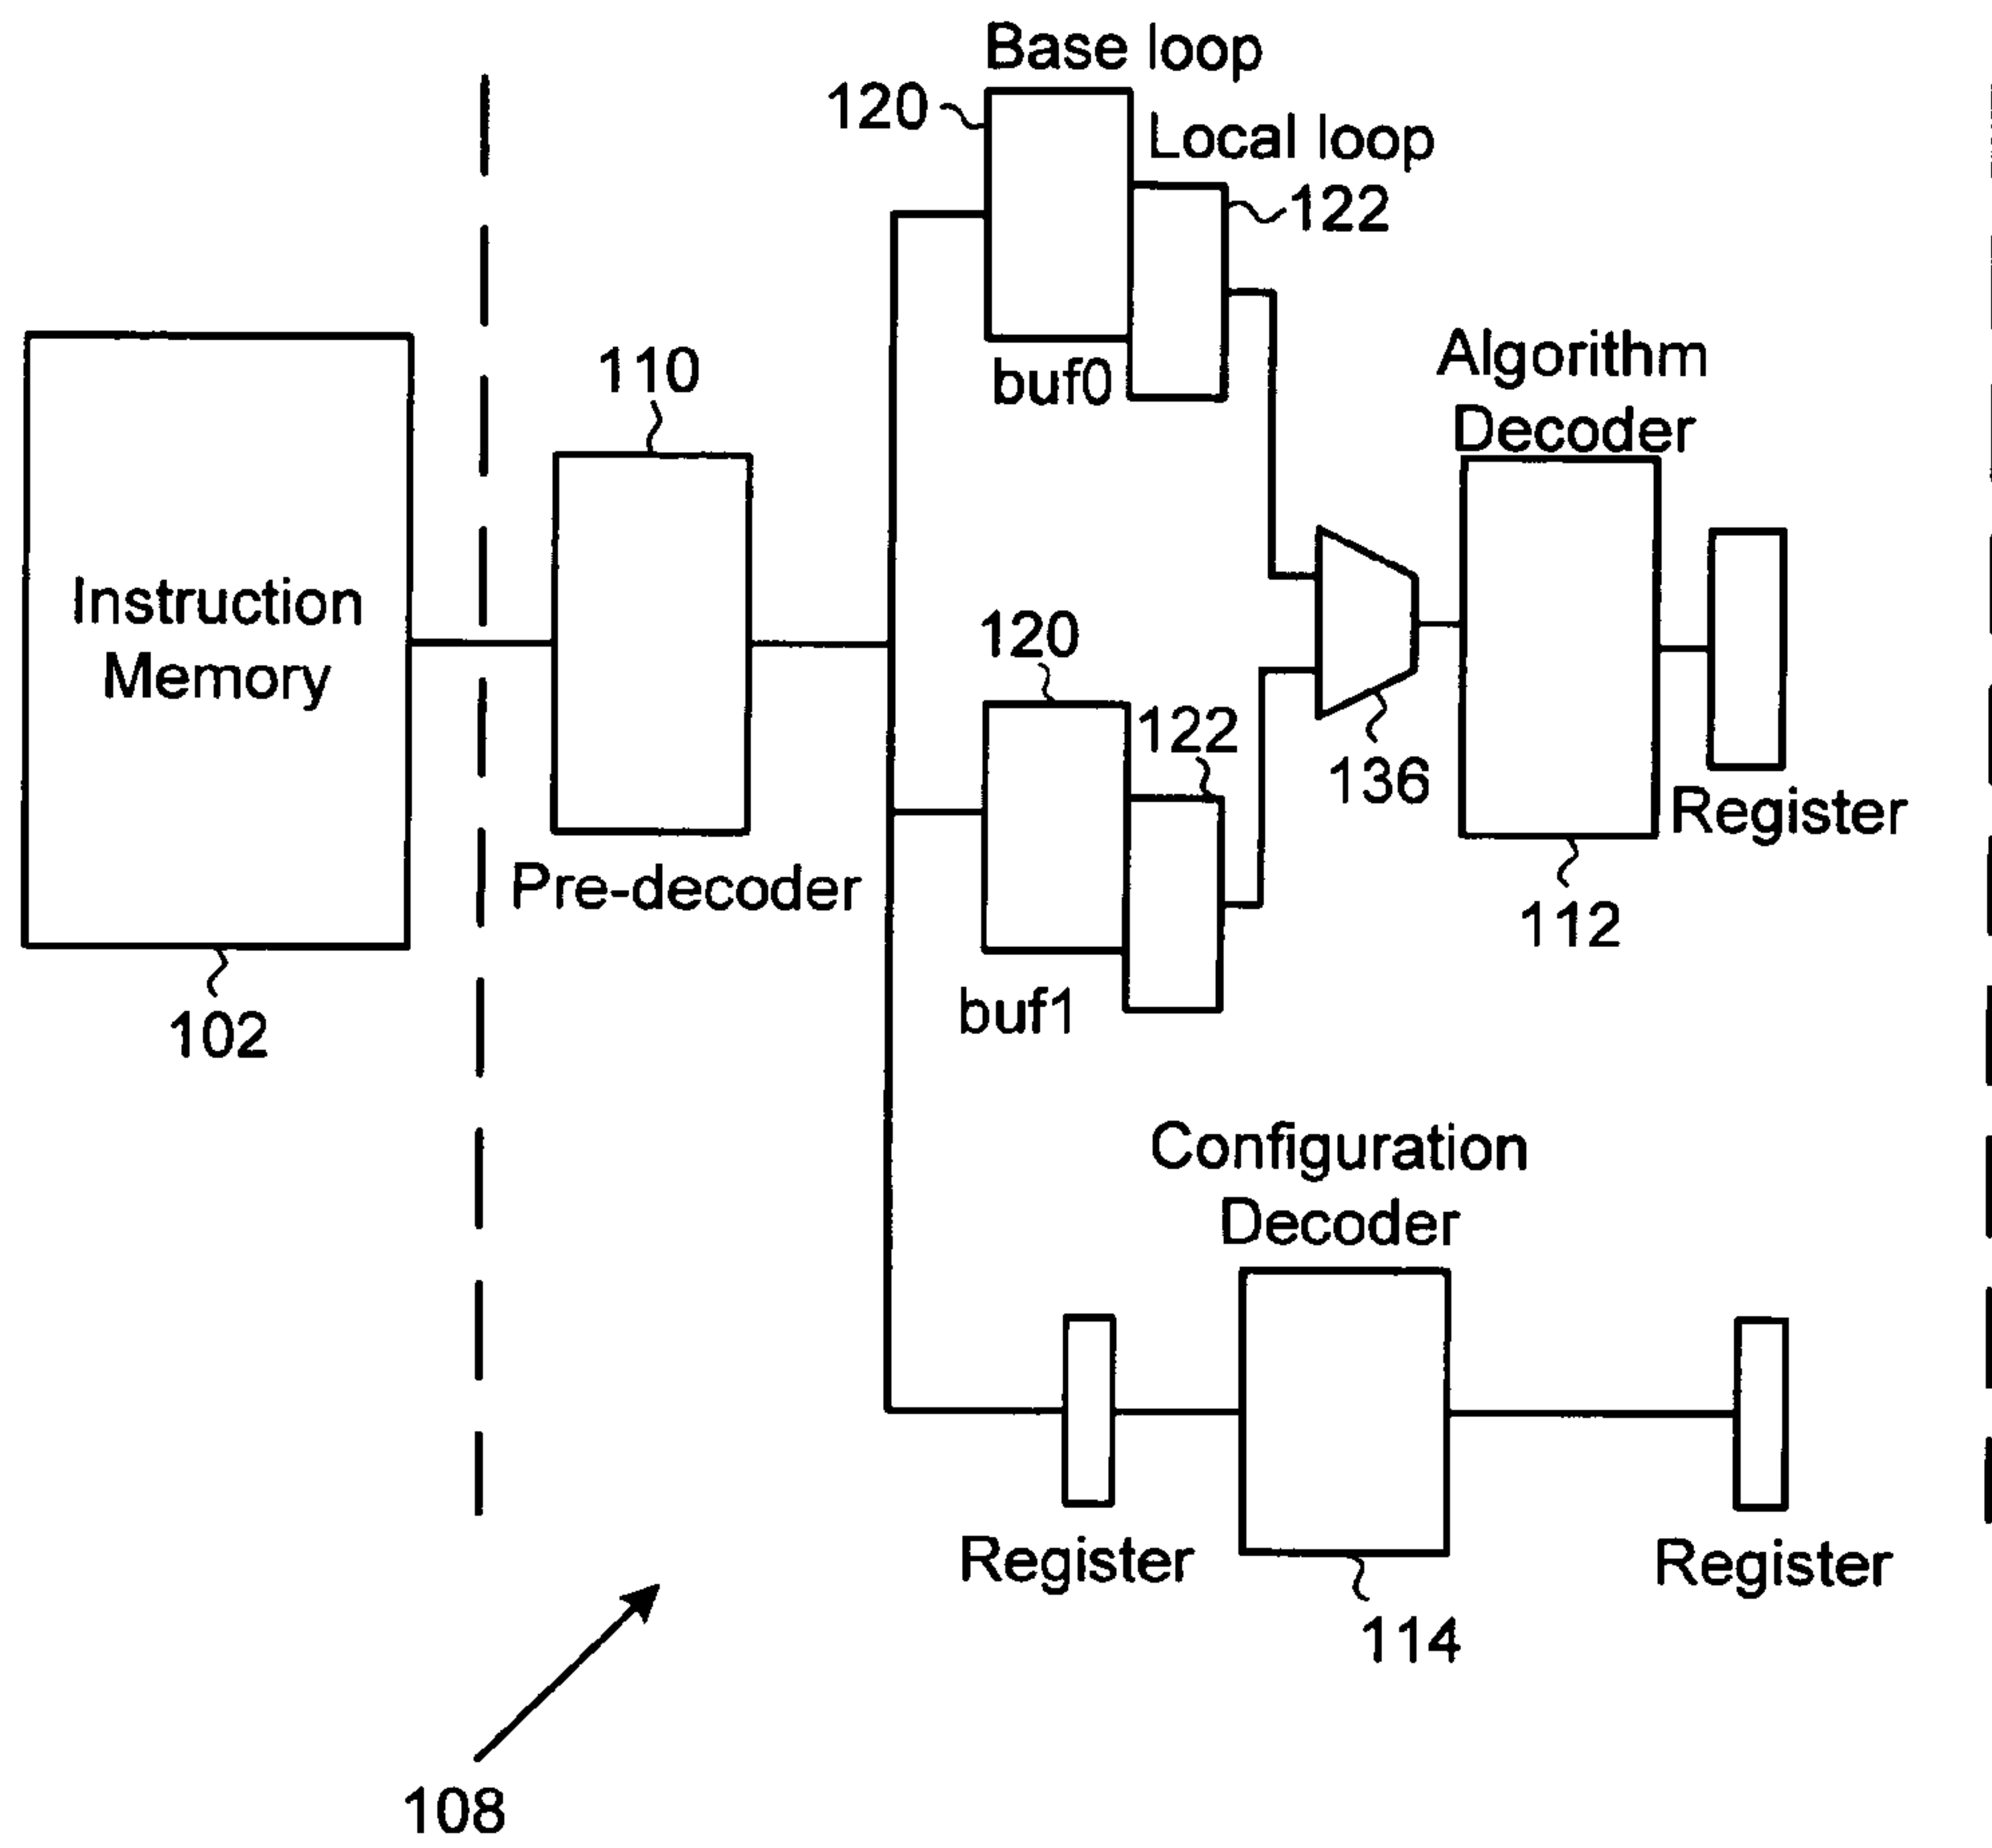 Base loop
120
Local loop
122
buf0
Algorithm
Decoder
110
Instruction
Memory
120
122
136
Register
Pre-decoder
112
buf1
102
Configuration
Decoder
Register
Register
114
108